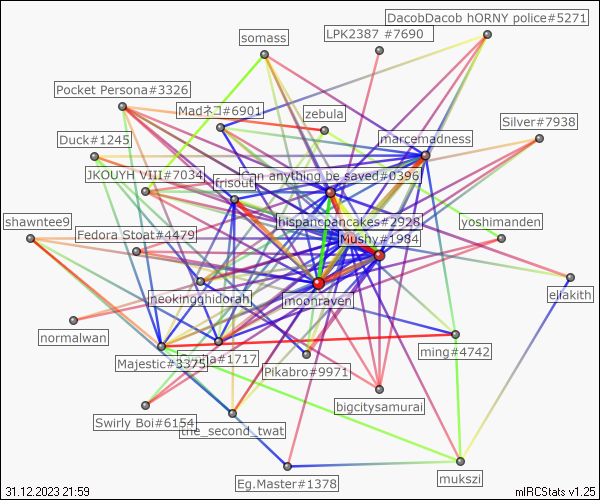 DacobDacob hORNY police#5271
LPK2387 #7690
somass
Pocket Persona#3326
Madネコ#6901
zebula
Silver#7938
marcemadness
Duck#1245
JKOUYH VIII#7034
Can anything be saved#0396
frisout
shawntee9
hispanicpancakes#2928
Fedora Stoat#4479
Mushy#1984
yoshimanden
neokingghidorah
moonraven
eliakith
normalwan
ming#4742
Majestic#3375
#1717
Pikabro#9971
bigcitysamurai
Swirly Boi#6154
the_second_twat
Eg.Master#1378
mukszi
31.12.2023 21:59
mIRCStats v1.25